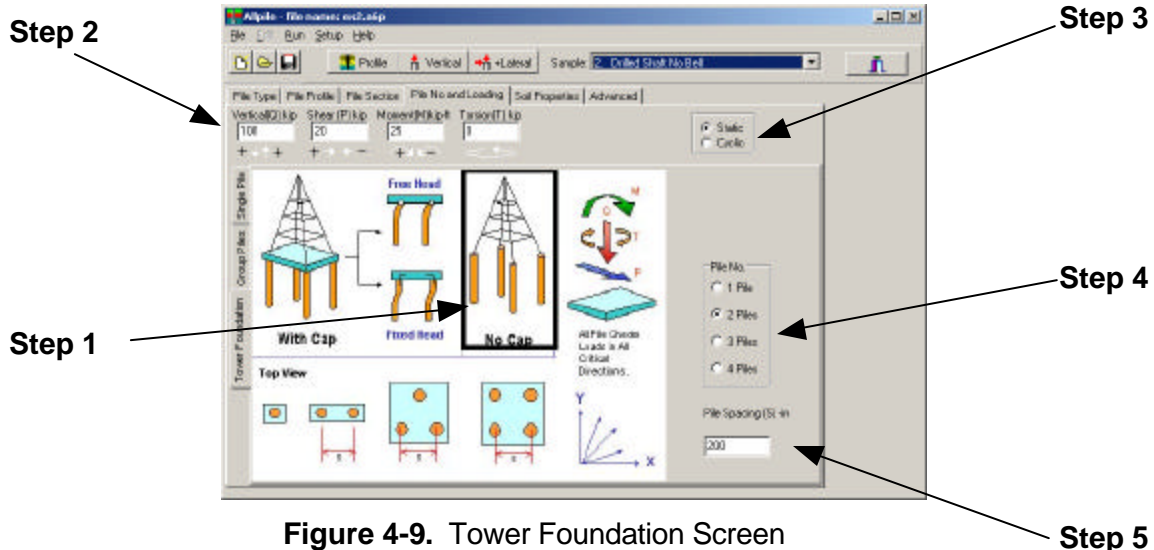 Step 2
Step 3
Allpile - file name: es2.a6p
File Edit Run Setup Help
Profile Vertical +Lateral Sample: 2. Drilled Shaft No Bell
Pile Type Pile Profile Pile Section Pile No and Loading Soil Properties Advanced
Vertical(Q)-kip Shear (P)-kip Moment(M)kip-ft Torsion(T)-kip
100 20 25 0
Static
Cyclic
Single Pile
Group Piles
Tower Foundation
Free Head
Fixed Head
With Cap
No Cap
M
Q
T
P
All Pile Checks
Loads in All
Critical
Directions.
Pile No.
1 Pile
2 Piles
3 Piles
4 Piles
Step 4
Step 1
Top View
S S S
Y
X
Pile Spacing (S) -in
200
Step 5
Figure 4-9. Tower Foundation Screen